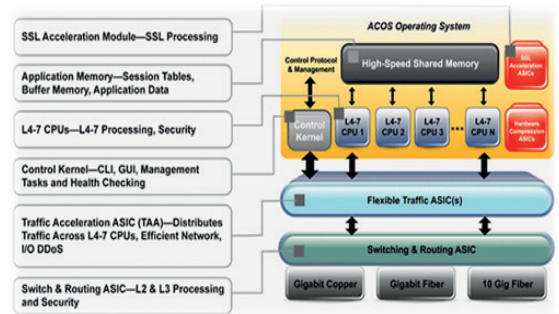 SSL Acceleration Module—SSL Processing
Application Memory—Session Tables,
Buffer Memory, Application Data
L4-7 CPUs—L4-7 Processing, Security
Control Kernel—CLI, GUI, Management
Tasks and Health Checking
Traffic Acceleration ASIC (TAA)—Distributes
Traffic Across L4-7 CPUs, Efficient Network,
I/O DDoS
Switch & Routing ASIC—L2 & L3 Processing
and Security
ACOS Operating System
Control Protocol
& Management
High-Speed Shared Memory
SSL
Acceleration
ASICs
Control
Kernel
L4-7
CPU 1
L4-7
CPU 2
L4-7
CPU 3
...
L4-7
CPU N
Hardware
Compression
ASICs
Flexible Traffic ASIC(s)
Switching & Routing ASIC
Gigabit Copper
Gigabit Fiber
10 Gig Fiber